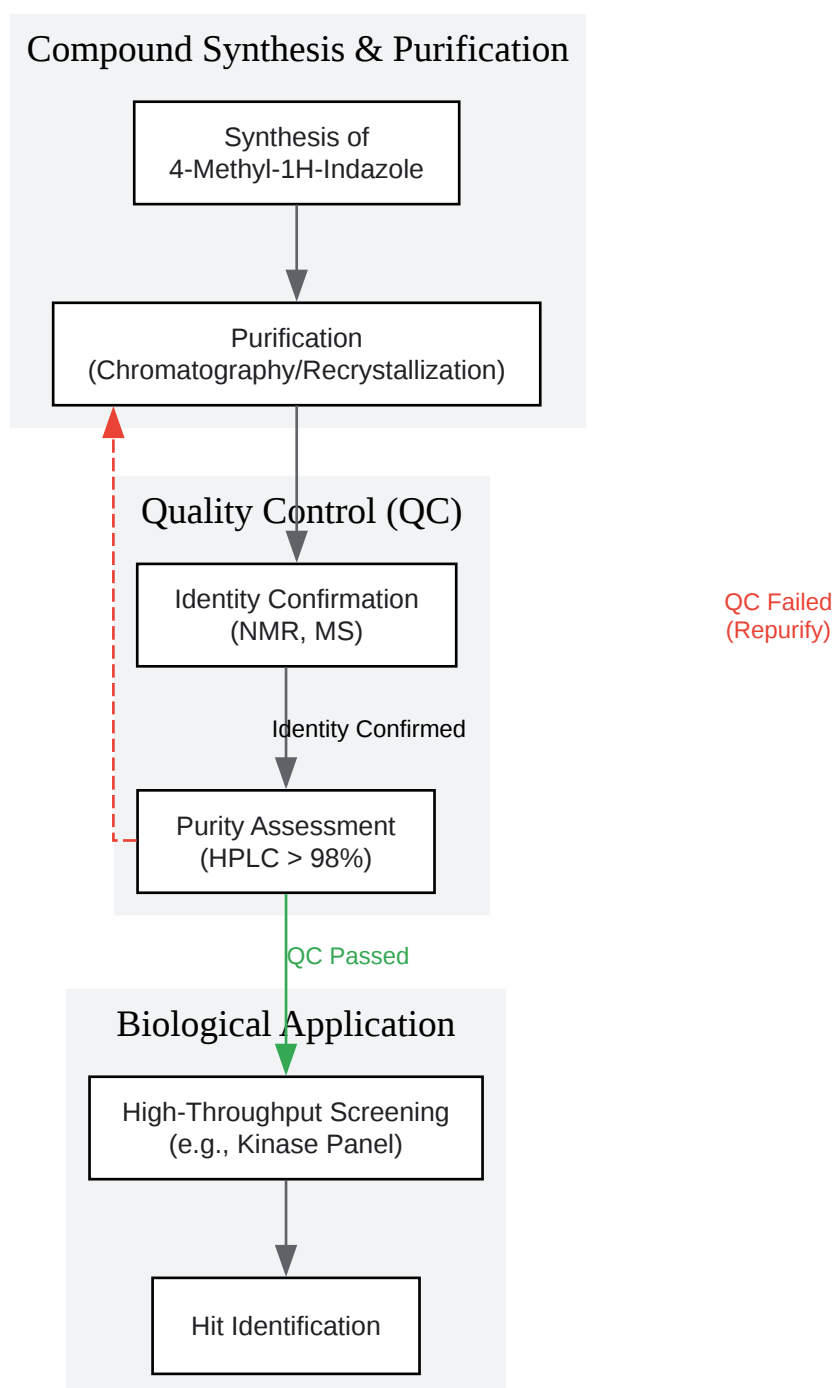 Compound Synthesis & Purification
Synthesis of
4-Methyl-1H-Indazole
Purification
(Chromatography/Recrystallization)
Quality Control (QC)
Identity Confirmation
(NMR, MS)
QC Failed
(Repurify)
Identity Confirmed
Purity Assessment
(HPLC > 98%)
QC Passed
Biological Application
High-Throughput Screening
(e.g., Kinase Panel)
Hit Identification